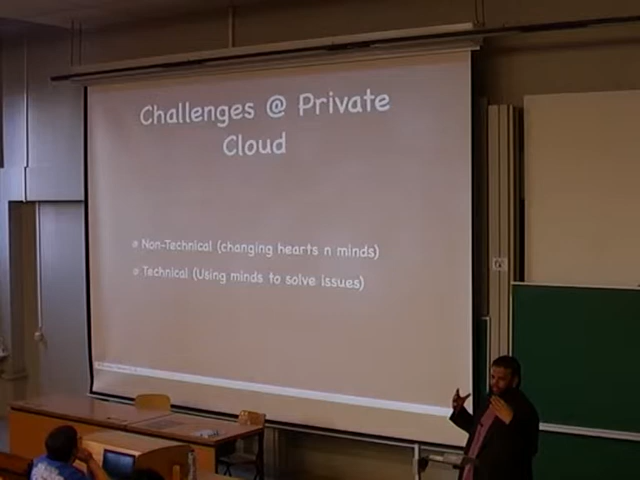 Challenges @ Private
Cloud
Non-Technical (changing hearts n minds)
Technical (Using minds to solve issues)